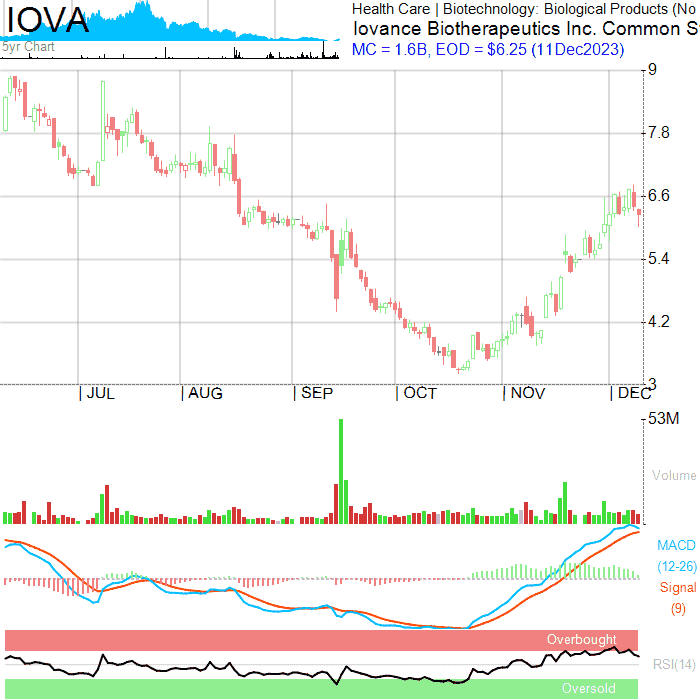 IOVA
5yr Chart
Health Care | Biotechnology: Biological Products (No
Iovance Biotherapeutics Inc. Common S
MC = 1.6B, EOD = $6.25 (11Dec2023)
9
7.8
6.6
5.4
4.2
3
| JUL | AUG | SEP | OCT | NOV | DEC
53M
Volume
MACD
(12-26)
Signal
(9)
Overbought
RSI(14)
Oversold